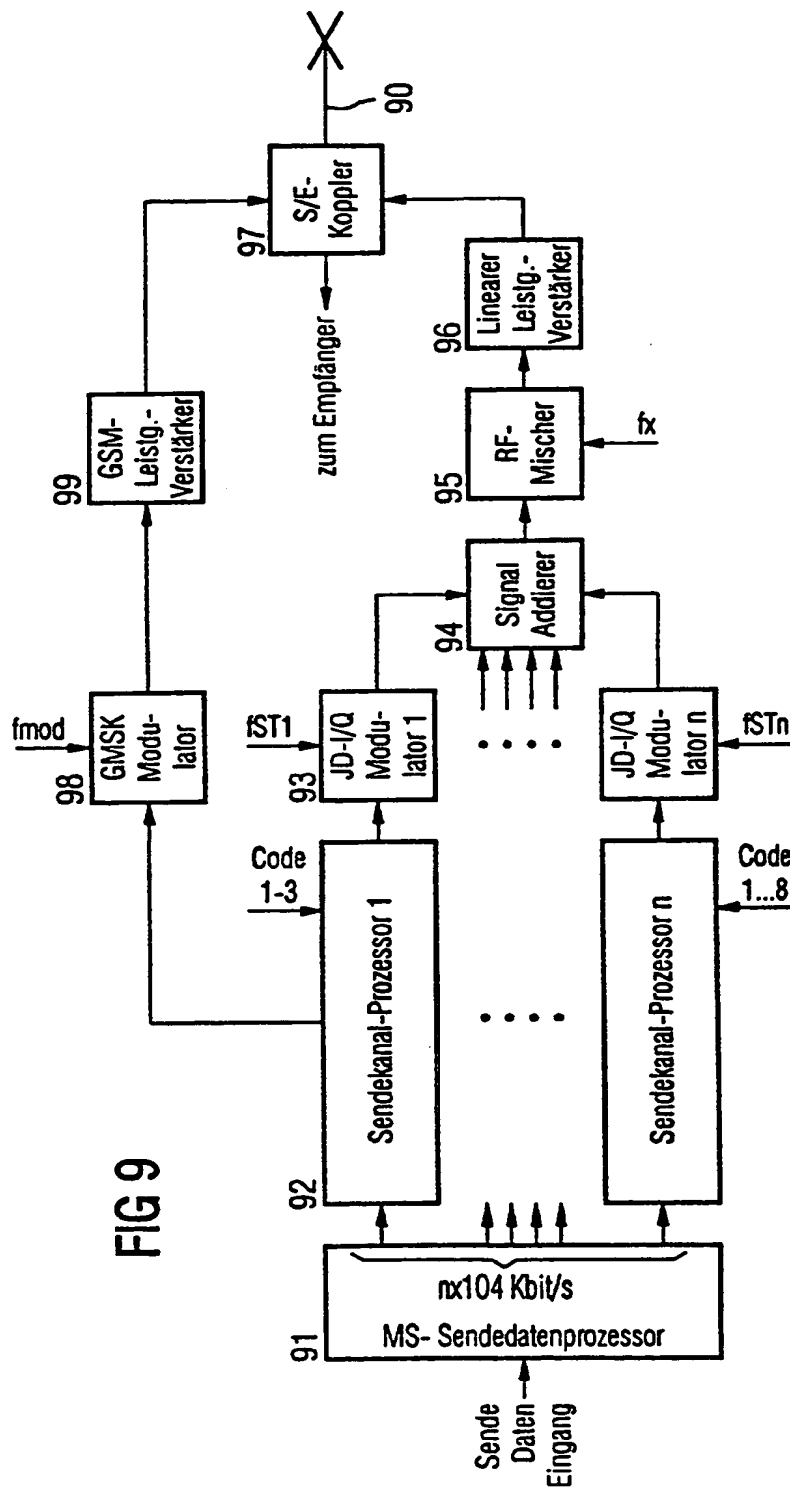 FIG 9
Sende
Daten
Eingang
91
nx104 Kbit/s
MS- Sendedatenprozessor
92
Sendekanal-Prozessor 1
Code
1-3
Sendekanal-Prozessor n
Code
1...8
fST1
93
JD-I/Q
Modu-
lator 1
JD-I/Q
Modu-
lator n
fSTn
fmod
98
GMSK
Modu-
lator
99
GSM-
Leistg.-
Verstärker
94
Signal
Addierer
95
RF-
Mischer
fx
96
Linearer
Leistg.-
Verstärker
97
S/E-
Koppler
zum Empfänger
90